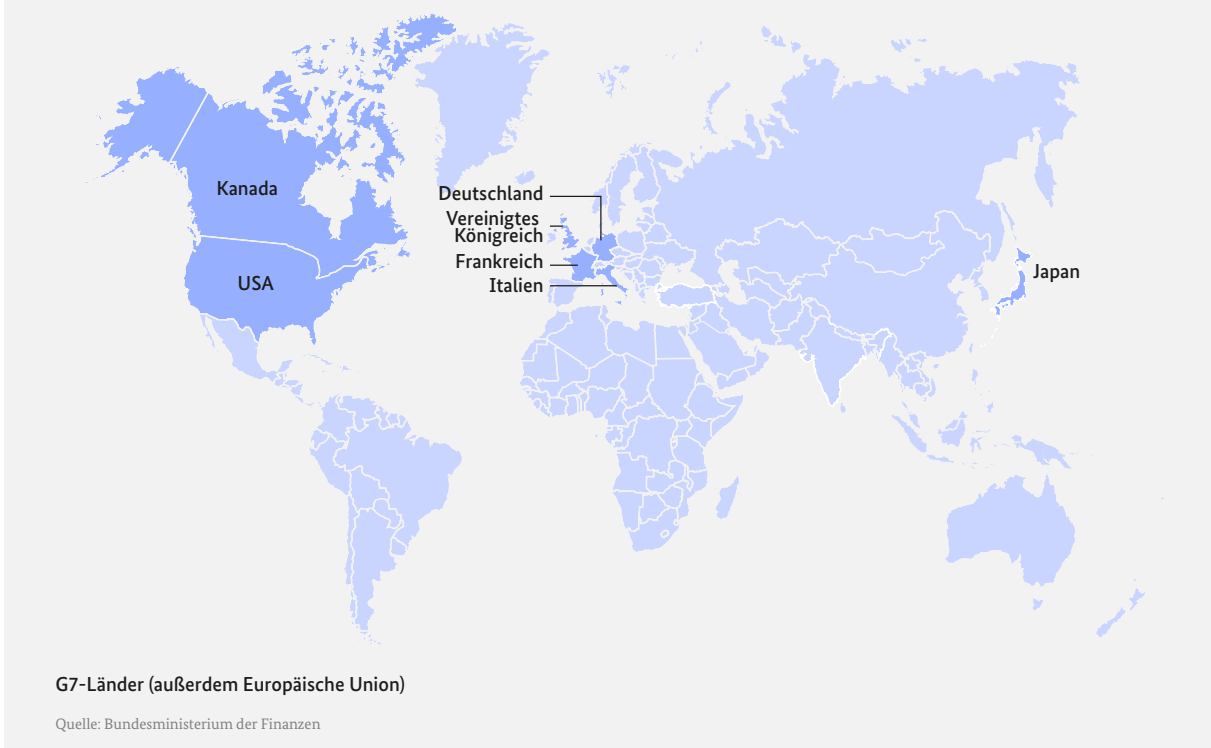 Kanada
USA
Deutschland
Vereinigtes
Königreich
Frankreich
Italien
Japan
G7-Länder (außerdem Europäische Union)
Quelle: Bundesministerium der Finanzen